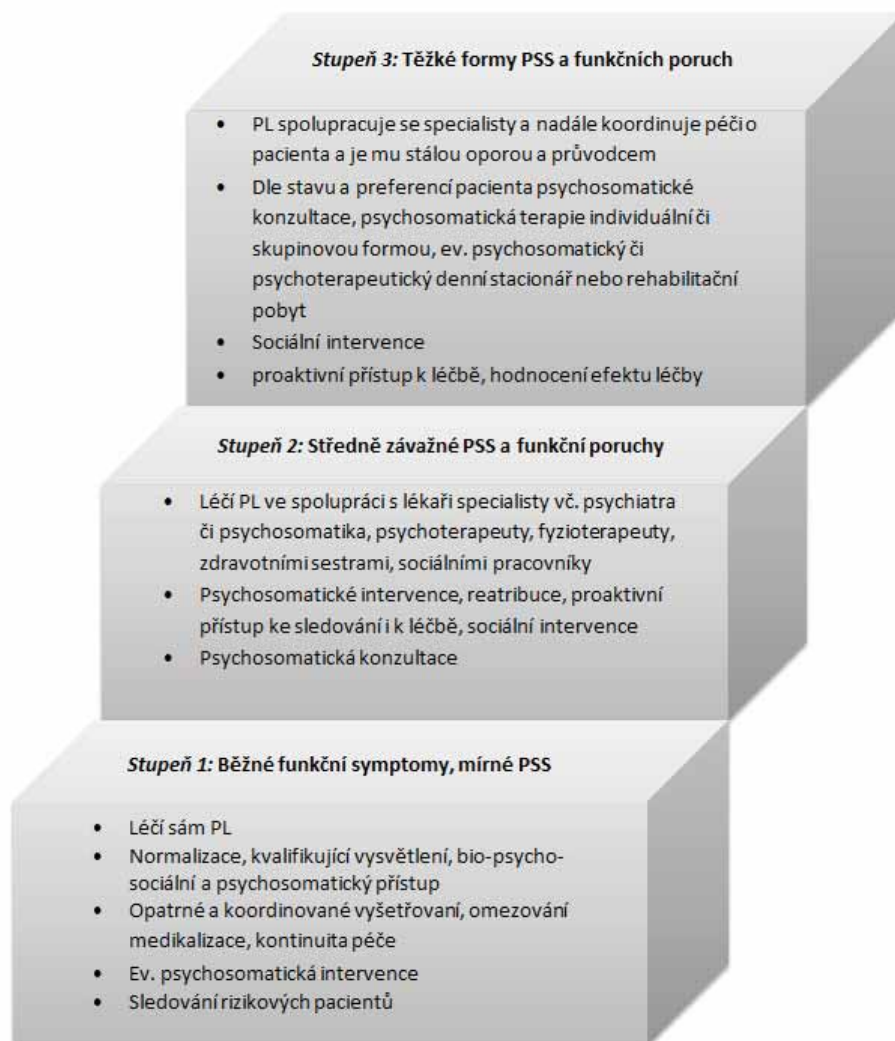 Stupeň 3: Těžké formy PSS a funkčních poruch
• PL spolupracuje se specialisty a nadále koordinuje péči o
pacienta a je mu stálou oporou a průvodcem
• Dle stavu a preferencí pacienta psychosomatické
konzultace, psychosomatická terapie individuální či
skupinovou formou, ev. psychosomatický či
psychoterapeutický denní stacionář nebo rehabilitační
pobyt
• Sociální intervence
• proaktivní přístup k léčbě, hodnocení efektu léčby
Stupeň 2: Středně závažné PSS a funkční poruchy
• Léčí PL ve spolupráci s lékaři specialisty vč. psychiatra
či psychosomatika, psychoterapeuty, fyzioterapeuty,
zdravotními sestrami, sociálními pracovníky
• Psychosomatické intervence, reatribuce, proaktivní
přístup ke sledování i k léčbě, sociální intervence
• Psychosomatická konzultace
Stupeň 1: Běžné funkční symptomy, mírné PSS
• Léčí sám PL
• Normalizace, kvalifikující vysvětlení, bio-psycho-
sociální a psychosomatický přístup
• Opatrné a koordinované vyšetřování, omezování
medikalizace, kontinuita péče
• Ev. psychosomatická intervence
• Sledování rizikových pacientů